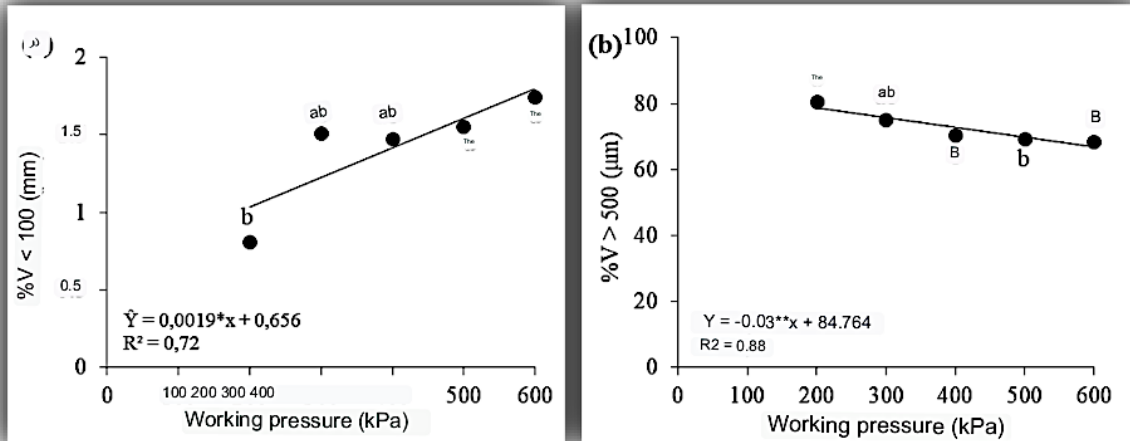 2
ab
ab
The
The
1.5
%V < 100 (mm)
1
b
0.5
Ŷ = 0,0019*x + 0,656
R² = 0,72
0
0
100 200 300 400
500
600
Working pressure (kPa)
(b)
100
The
ab
B
80
B
b
%V > 500 (µm)
60
40
20
Y = -0.03**x + 84.764
R2 = 0.88
0
0
100
200
300
400
500
600
Working pressure (kPa)